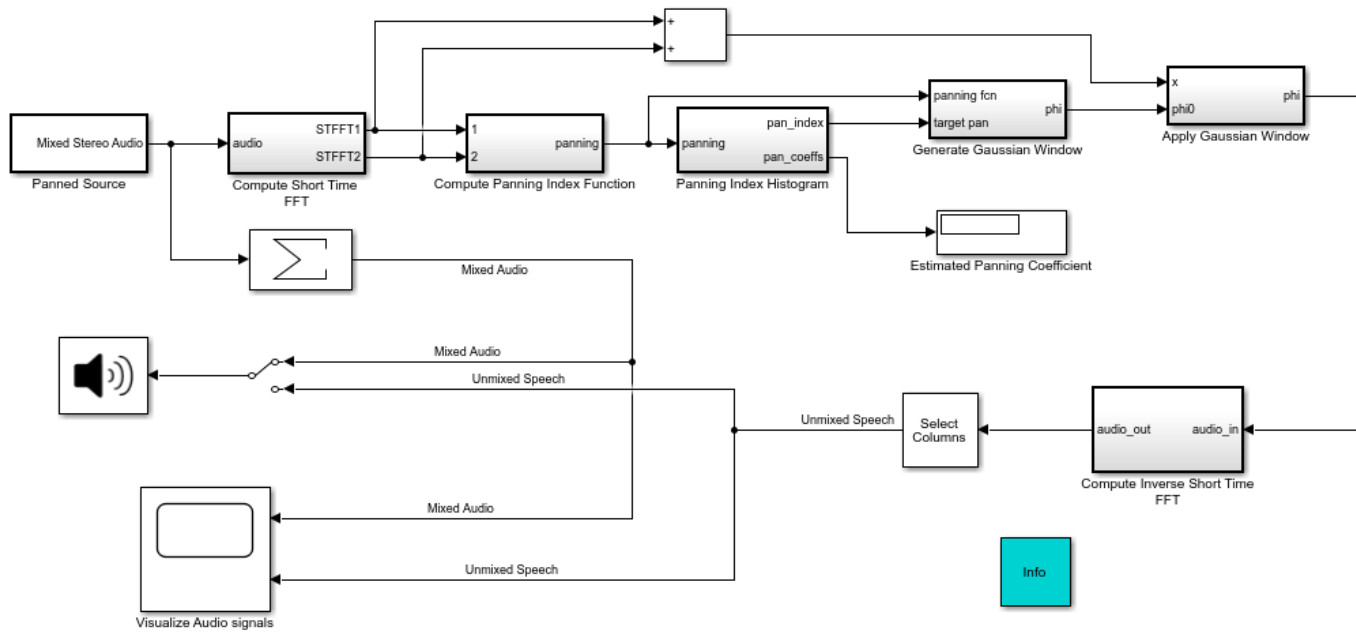 +
+
Mixed Stereo Audio
Panned Source
audio
STFFT1
STFFT2
Compute Short Time
FFT
1
2
panning
Compute Panning Index Function
panning
pan_index
pan_coeffs
Panning Index Histogram
panning fcn
target pan
phi
Generate Gaussian Window
x
phi0
phi
Apply Gaussian Window
Estimated Panning Coefficient
Mixed Audio
Mixed Audio
Unmixed Speech
Unmixed Speech
Select
Columns
audio_out
audio_in
Compute Inverse Short Time
FFT
Mixed Audio
Unmixed Speech
Visualize Audio signals
Info